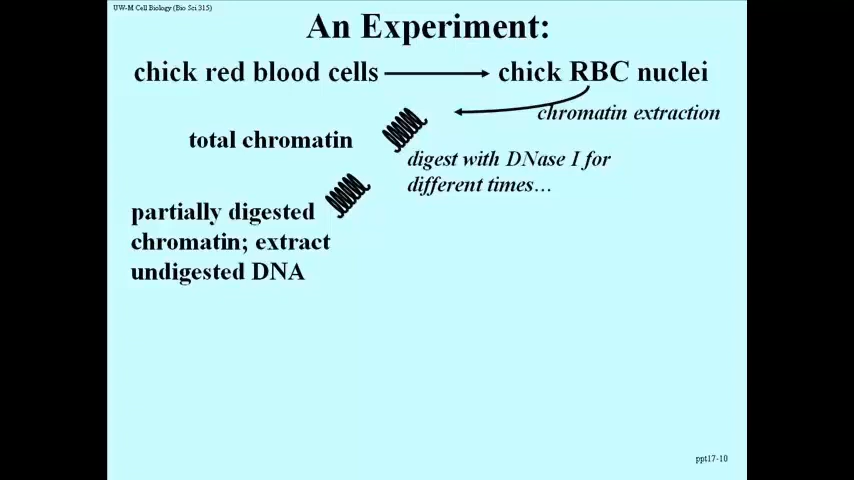 UW-M Cell Biology (Bio Sci 315)
An Experiment:
chick red blood cells
chick RBC nuclei
chromatin extraction
total chromatin
digest with DNase I for
different times…
partially digested
chromatin; extract
undigested DNA
ppt17-10